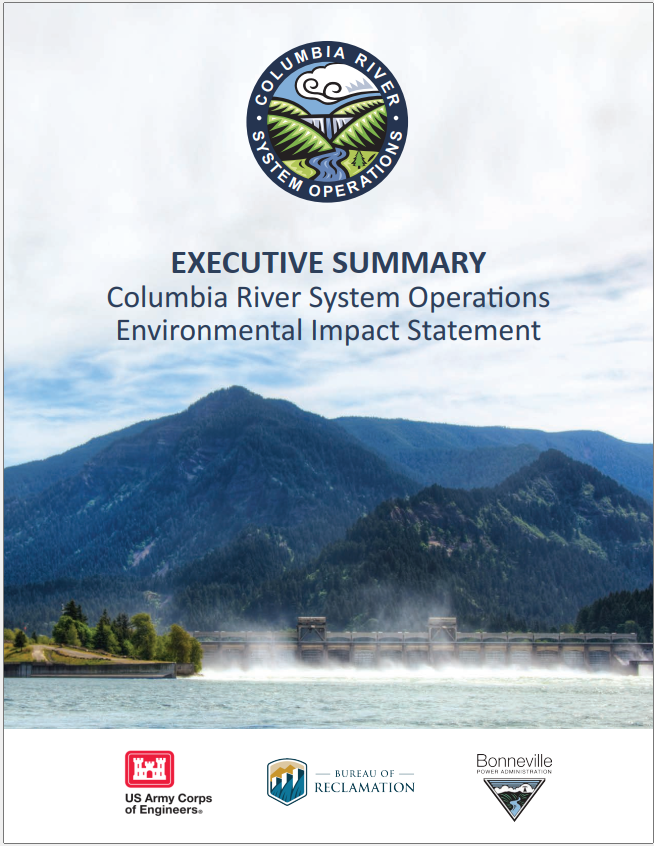 COLUMBIA RIVER
SYSTEM OPERATIONS
EXECUTIVE SUMMARY
Columbia River System Operations
Environmental Impact Statement
US Army Corps
of Engineers®
BUREAU OF
RECLAMATION
Bonneville
POWER ADMINISTRATION